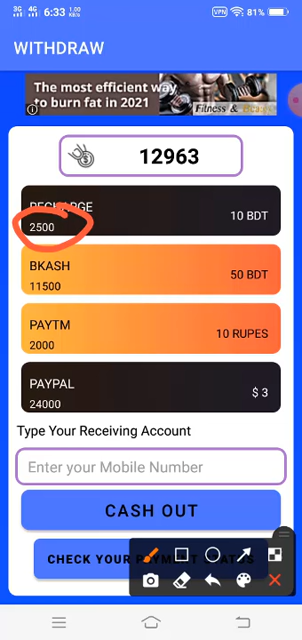 3G 4G 6:33 1.00 KB/S VPN 81%
WITHDRAW
The most efficient way
to burn fat in 2021
Fitness &
12963
RECHARGE
10 BDT
2500
BKASH
50 BDT
11500
PAYTM
10 RUPES
2000
PAYPAL
$ 3
24000
Type Your Receiving Account
Enter your Mobile Number
CASH OUT
CHECK YOUR PAYMENT STATUS